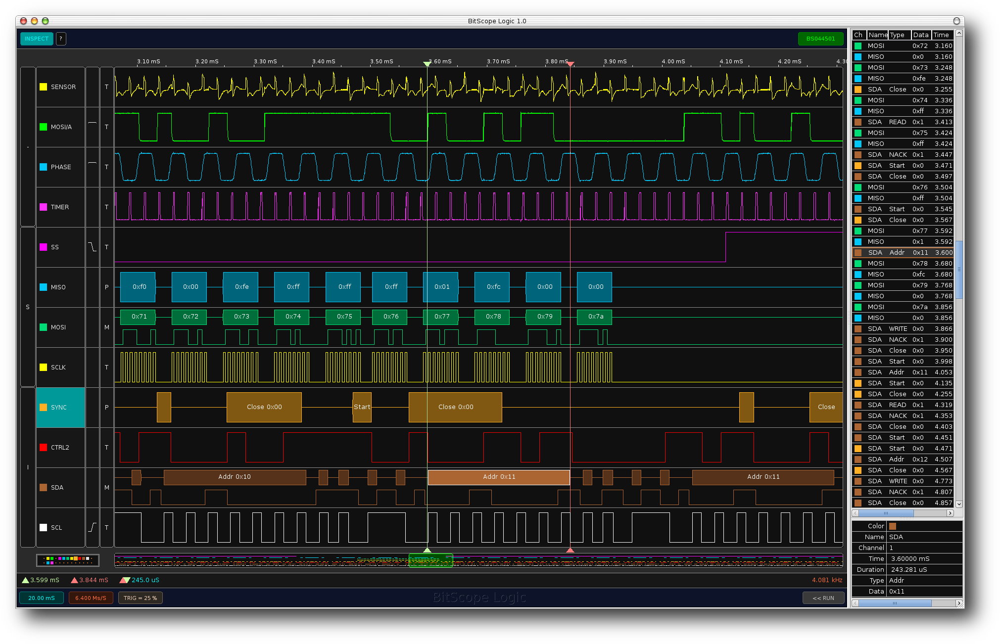 BitScope Logic 1.0
INSPECT ? BS044501
3.10 mS 3.20 mS 3.30 mS 3.40 mS 3.50 mS 3.60 mS 3.70 mS 3.80 mS 3.90 mS 4.00 mS 4.10 mS 4.20 mS 4.30
SENSOR T
MOSI/A T
-
PHASE T
TIMER T
SS T
MISO P 0xf0 0x00 0xfe 0xff 0xff 0xff 0x01 0xfc 0x00 0x00
S
MOSI M 0x71 0x72 0x73 0x74 0x75 0x76 0x77 0x78 0x79 0x7a
SCLK T
SYNC P Close 0x00 Start Close 0x00 Close
CTRL2 T
I
SDA M Addr 0x10 Addr 0x11 Addr 0x11
SCL T
3.599 mS 3.844 mS 245.0 uS 4.081 kHz
20.00 mS 6.400 Ms/S TRIG = 25 % BitScope Logic << RUN
Ch Name Type Data Time
MOSI 0x72 3.160
MISO 0x0 3.160
MOSI 0x73 3.248
MISO 0xfe 3.248
SDA Close 0x0 3.255
MOSI 0x74 3.336
MISO 0xff 3.336
SDA READ 0x1 3.413
MOSI 0x75 3.424
MISO 0xff 3.424
SDA NACK 0x1 3.447
SDA Start 0x0 3.471
SDA Close 0x0 3.497
MOSI 0x76 3.504
MISO 0xff 3.504
SDA Start 0x0 3.545
SDA Close 0x0 3.567
MOSI 0x77 3.592
MISO 0x1 3.592
SDA Addr 0x11 3.600
MOSI 0x78 3.680
MISO 0xfc 3.680
MOSI 0x79 3.768
MISO 0x0 3.768
MOSI 0x7a 3.856
MISO 0x0 3.856
SDA WRITE 0x0 3.866
SDA NACK 0x1 3.900
SDA Close 0x0 3.950
SDA Start 0x0 3.998
SDA Addr 0x11 4.053
SDA Start 0x0 4.135
SDA Close 0x0 4.255
SDA READ 0x1 4.319
SDA NACK 0x1 4.353
SDA Close 0x0 4.403
SDA Start 0x0 4.451
SDA Start 0x0 4.471
SDA Addr 0x12 4.507
SDA Close 0x0 4.567
SDA WRITE 0x0 4.773
SDA NACK 0x1 4.807
SDA Close 0x0 4.857
Color
Name SDA
Channel 1
Time 3.60000 mS
Duration 243.281 uS
Type Addr
Data 0x11